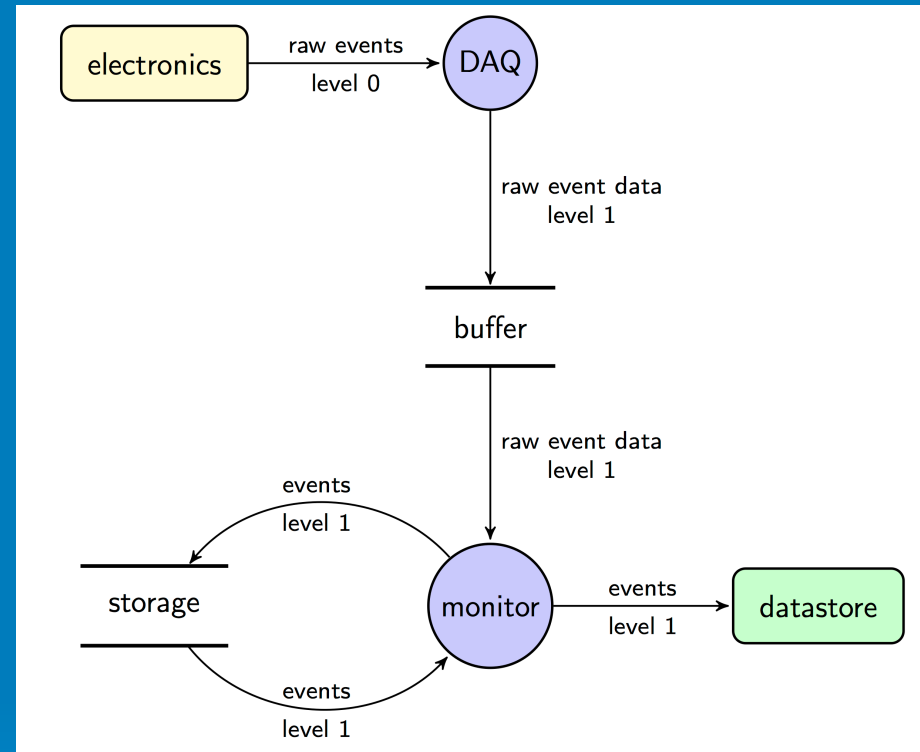 electronics
raw events
level 0
DAQ
raw event data
level 1
buffer
raw event data
level 1
events
level 1
storage
monitor
events
level 1
datastore
events
level 1